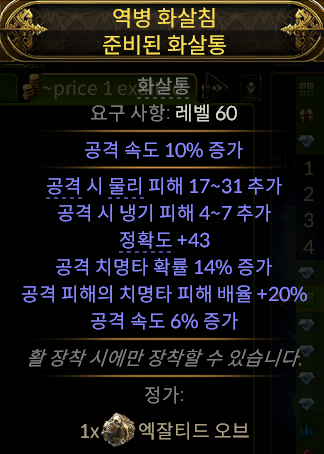 역병 화살침
준비된 화살통
~price 1 ex
화살통
요구 사항: 레벨 60
공격 속도 10% 증가
공격 시 물리 피해 17~31 추가
공격 시 냉기 피해 4~7 추가
정확도 +43
공격 치명타 확률 14% 증가
공격 피해의 치명타 피해 배율 +20%
공격 속도 6% 증가
활 장착 시에만 장착할 수 있습니다.
정가:
1x 엑잘티드 오브
1
2
3
4